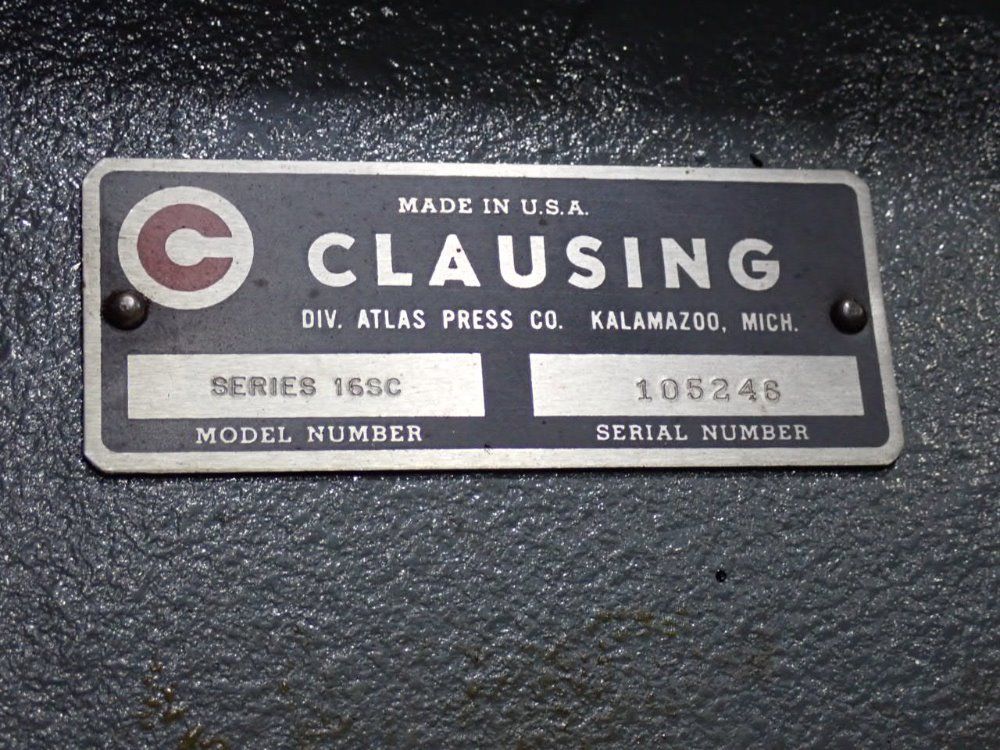 MADE IN U.S.A.
C CLAUSING
DIV. ATLAS PRESS CO. KALAMAZOO, MICH.
SERIES 16SC 105246
MODEL NUMBER SERIAL NUMBER